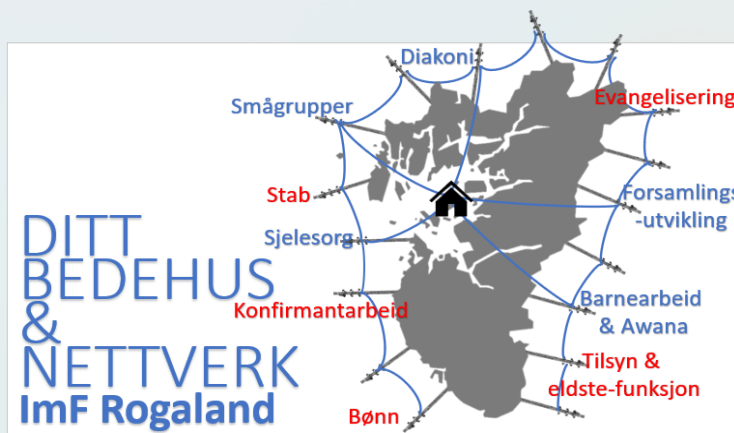 Diakoni
Evangelisering
Smågrupper
Stab
Forsamlings
-utvikling
Sjelesorg
Konfirmantarbeid
Barnearbeid
& Awana
Tilsyn &
eldste-funksjon
Bønn
DITT
BEDEHUS
&
NETTVERK
ImF Rogaland